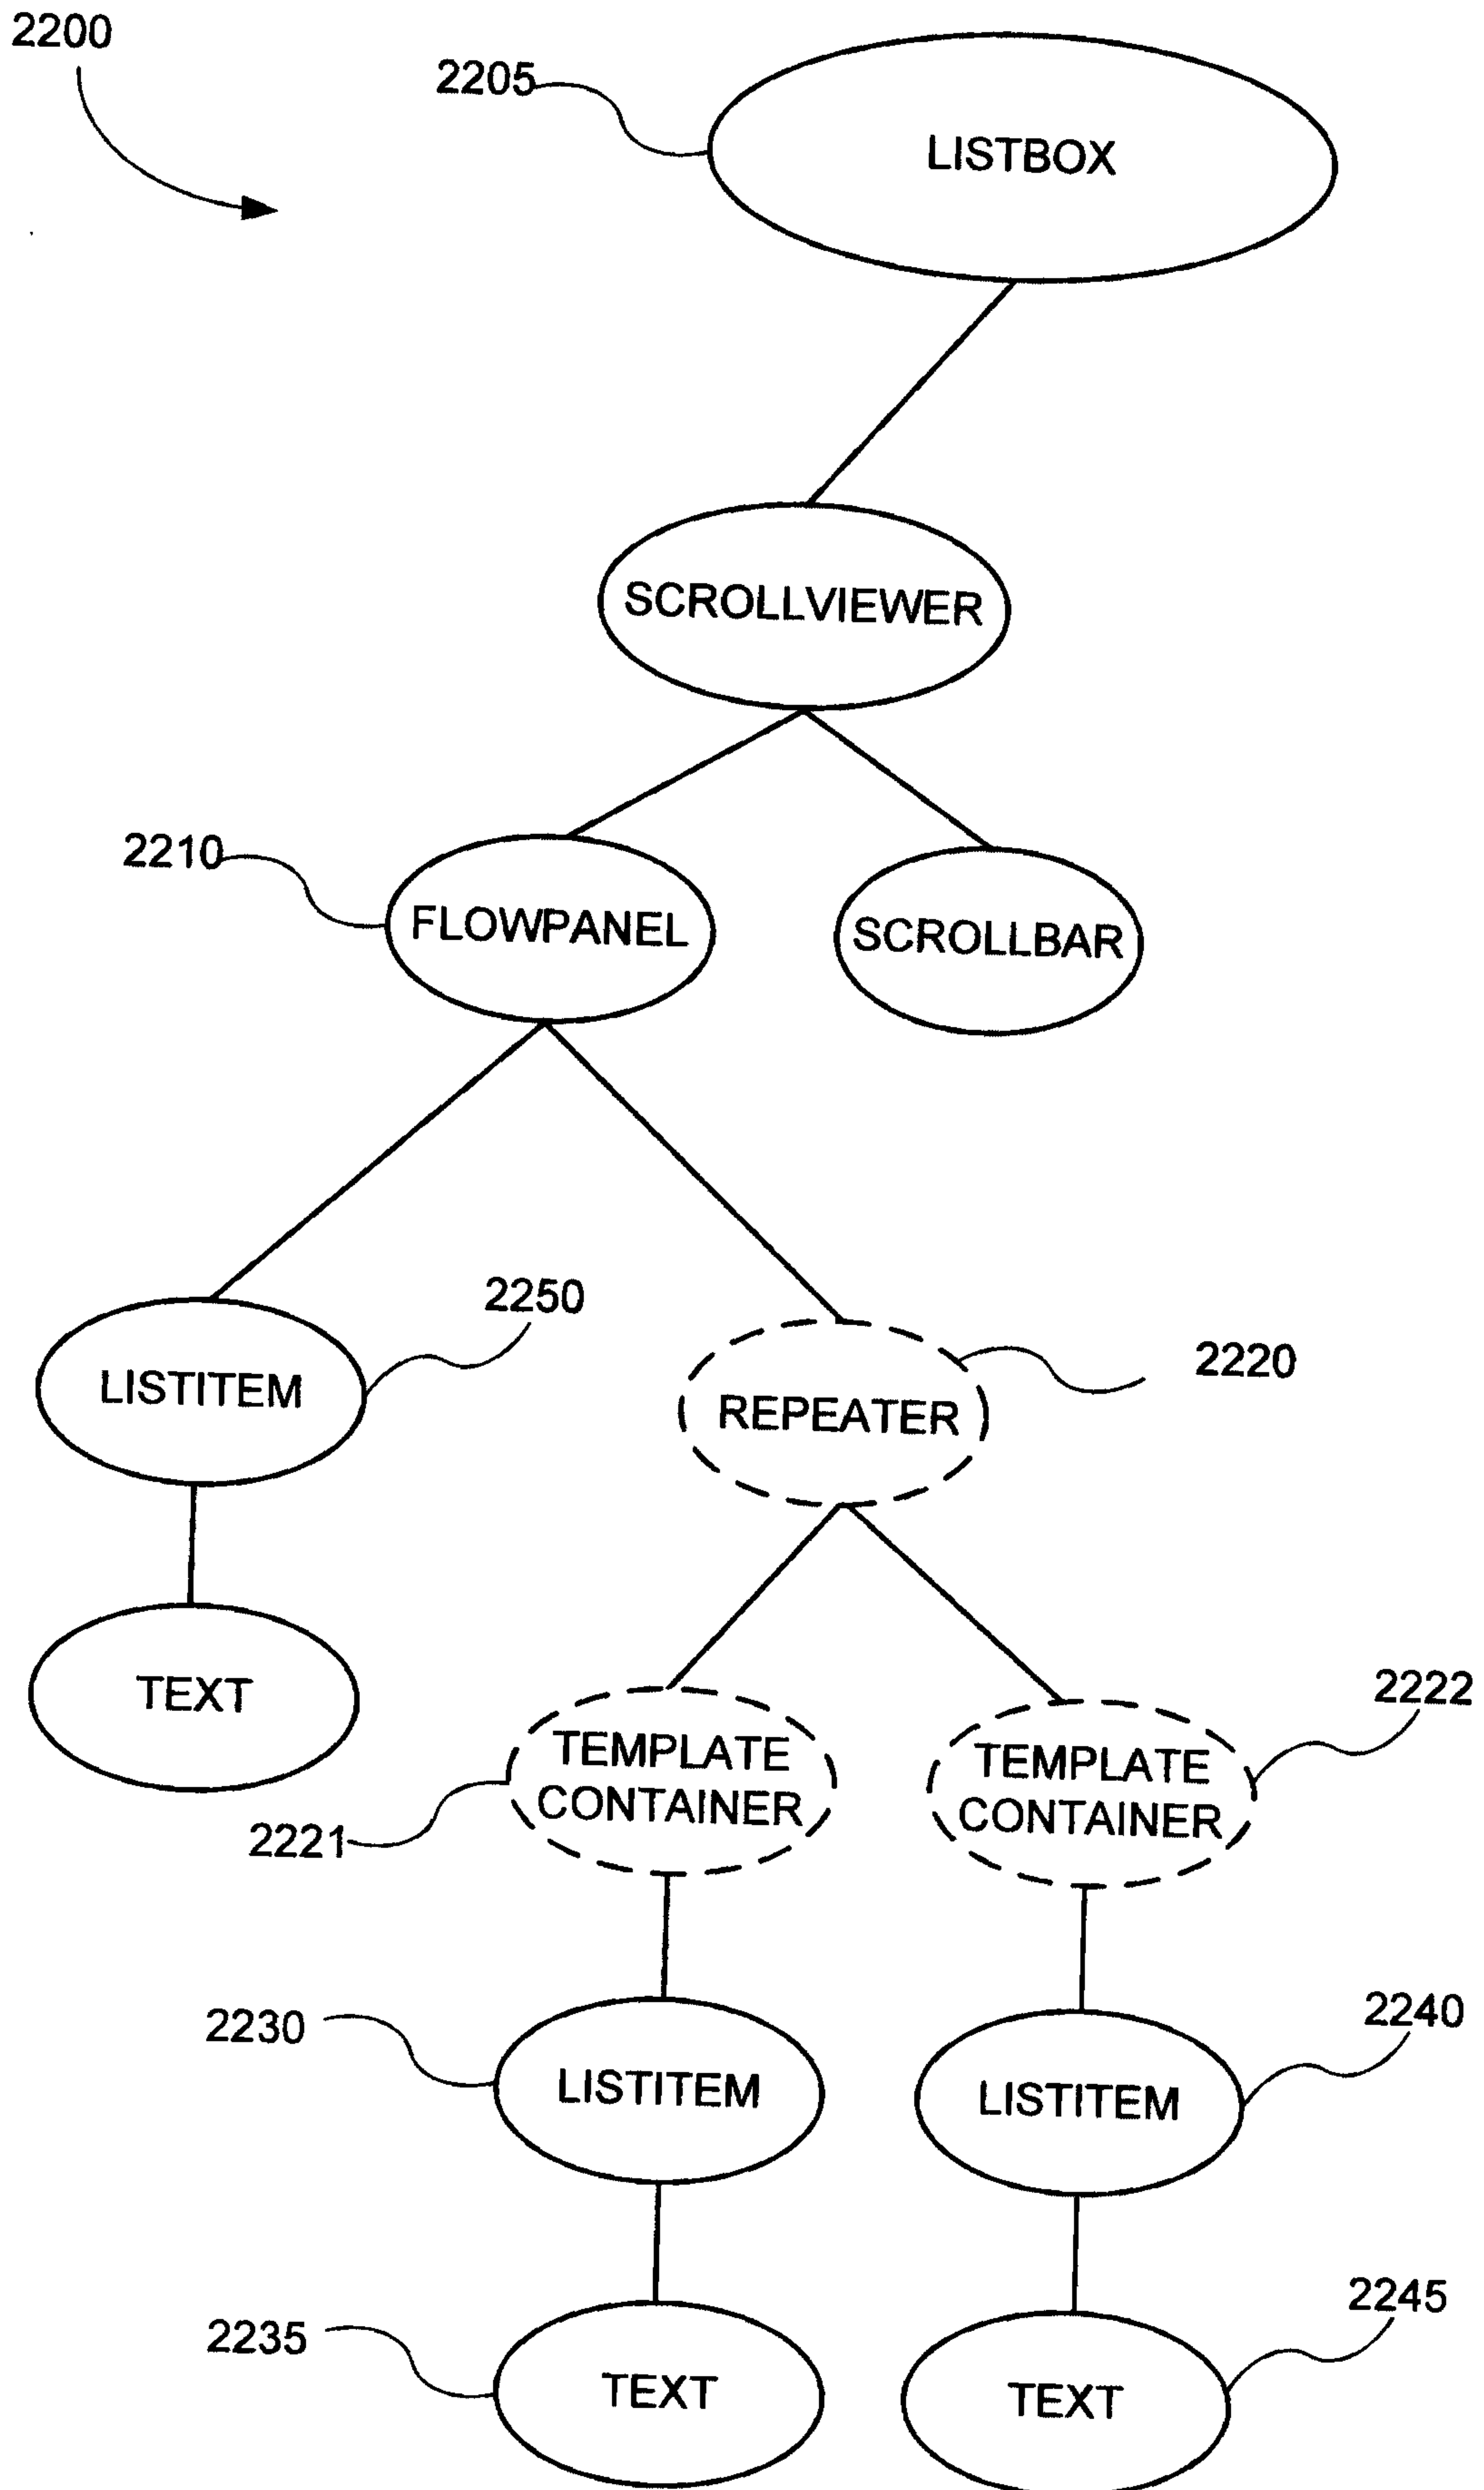 2200
2205
LISTBOX
SCROLLVIEWER
2210
FLOWPANEL
SCROLLBAR
2250
LISTITEM
2220
REPEATER
TEXT
2222
TEMPLATE
CONTAINER
TEMPLATE
CONTAINER
2221
2230
LISTITEM
2240
LISTITEM
2235
TEXT
2245
TEXT